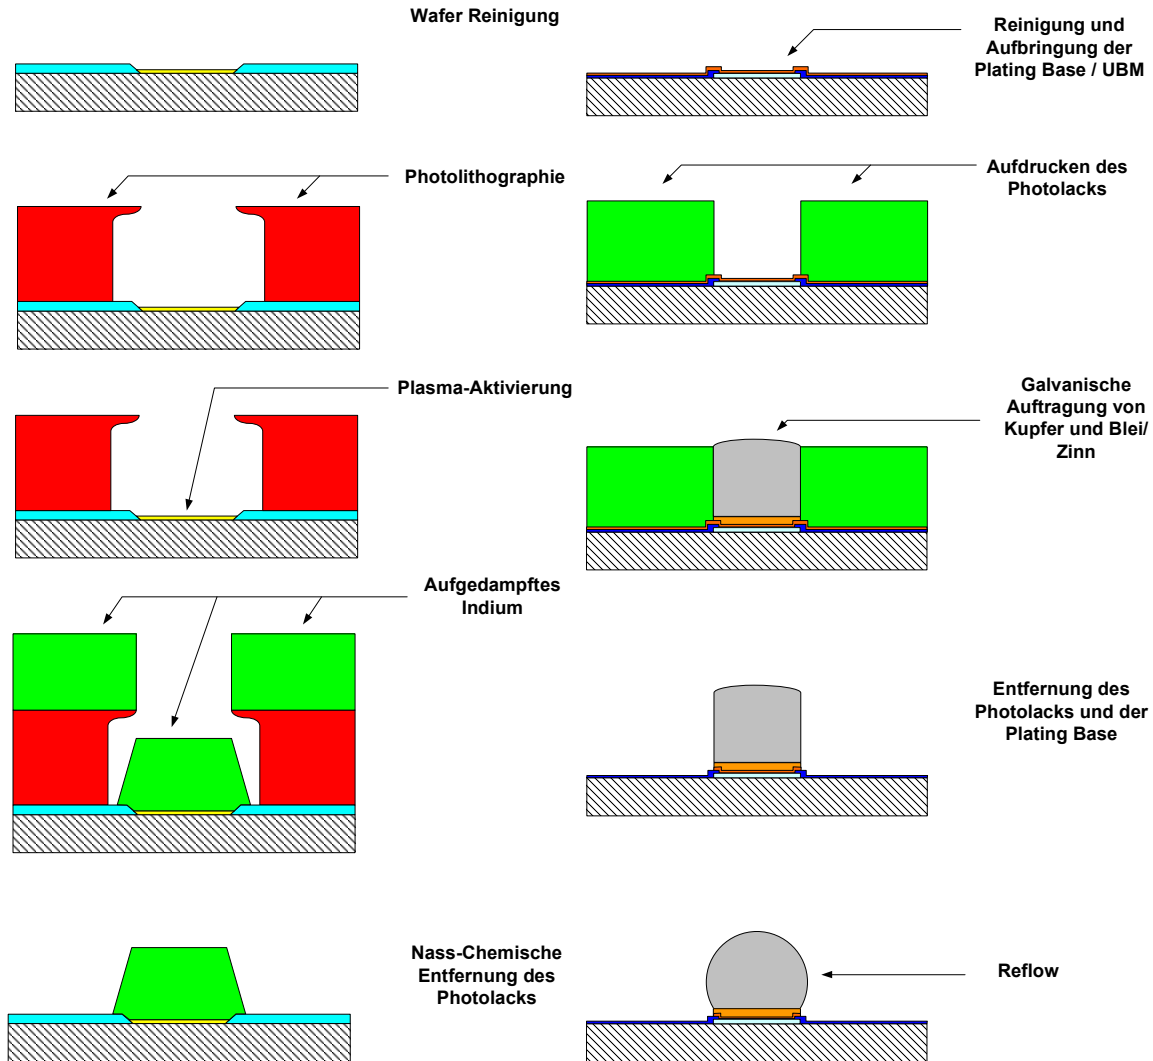 Wafer Reinigung
Photolithographie
Plasma-Aktivierung
Aufgedampftes
Indium
Nass-Chemische
Entfernung des
Photolacks
Reinigung und
Aufbringung der
Plating Base / UBM
Aufdrucken des
Photolacks
Galvanische
Auftragung von
Kupfer und Blei/
Zinn
Entfernung des
Photolacks und der
Plating Base
Reflow